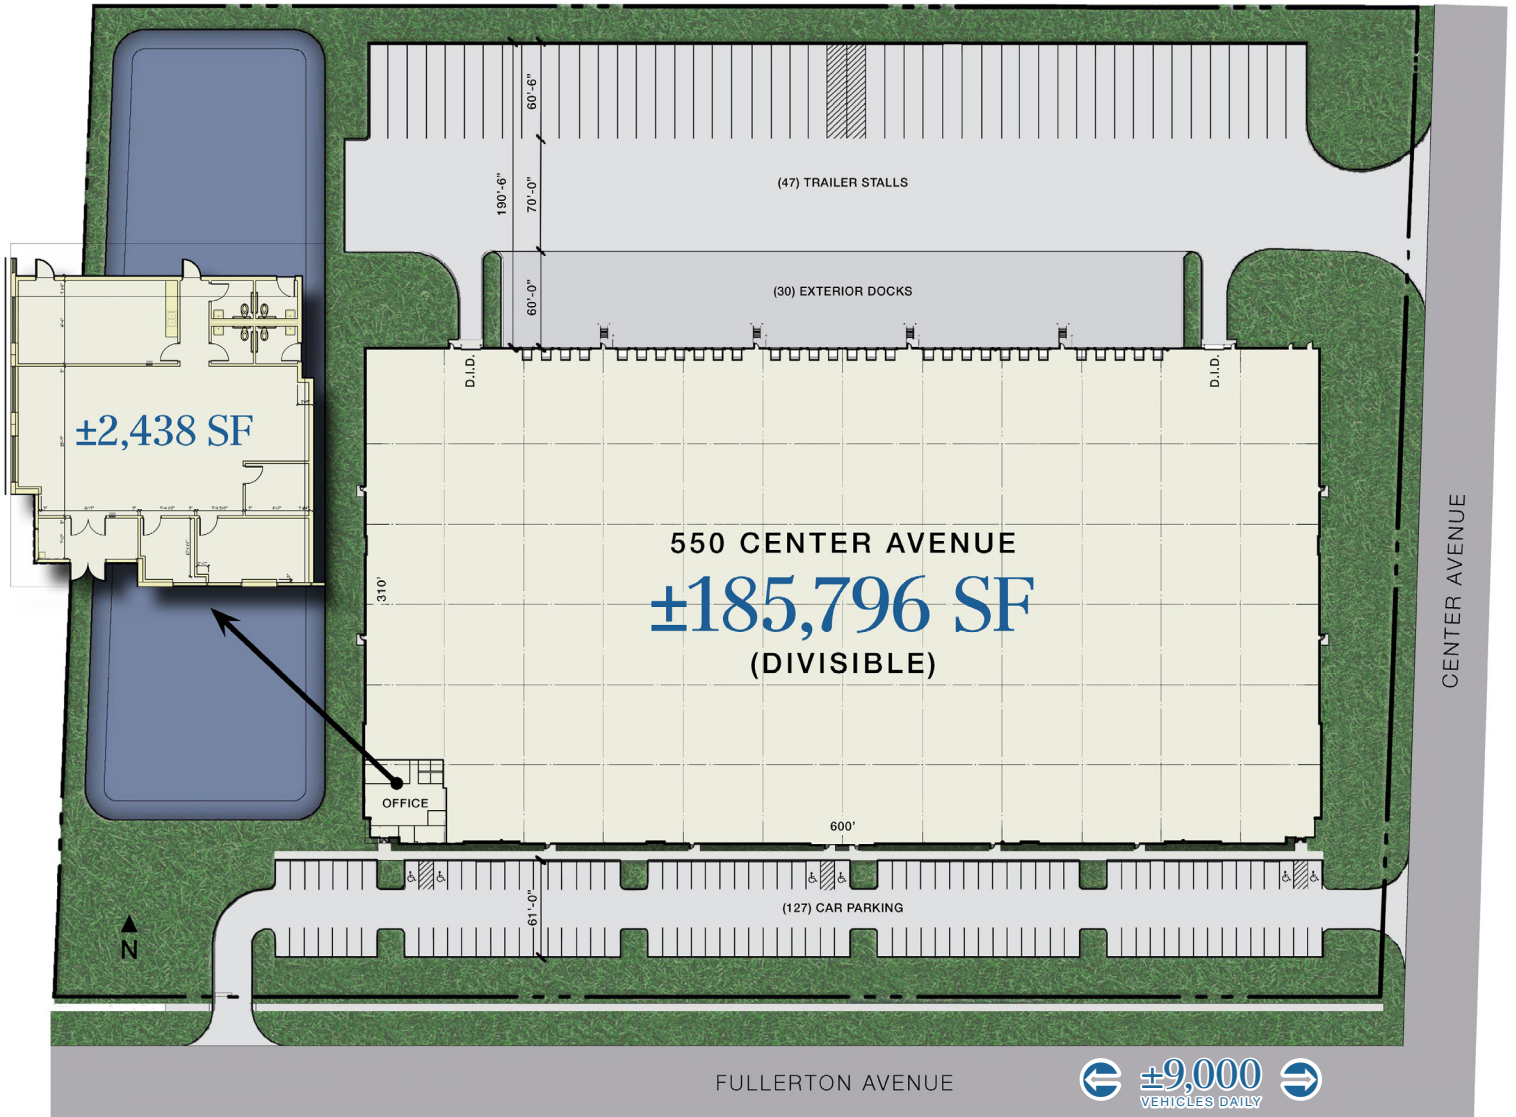 60'-6"
190'-6"
70'-0"
(47) TRAILER STALLS
60'-0"
(30) EXTERIOR DOCKS
D.I.D.
D.I.D.
±2,438 SF
550 CENTER AVENUE
±185,796 SF
(DIVISIBLE)
310'
CENTER AVENUE
OFFICE
600'
61'-0"
(127) CAR PARKING
N
FULLERTON AVENUE
±9,000
VEHICLES DAILY